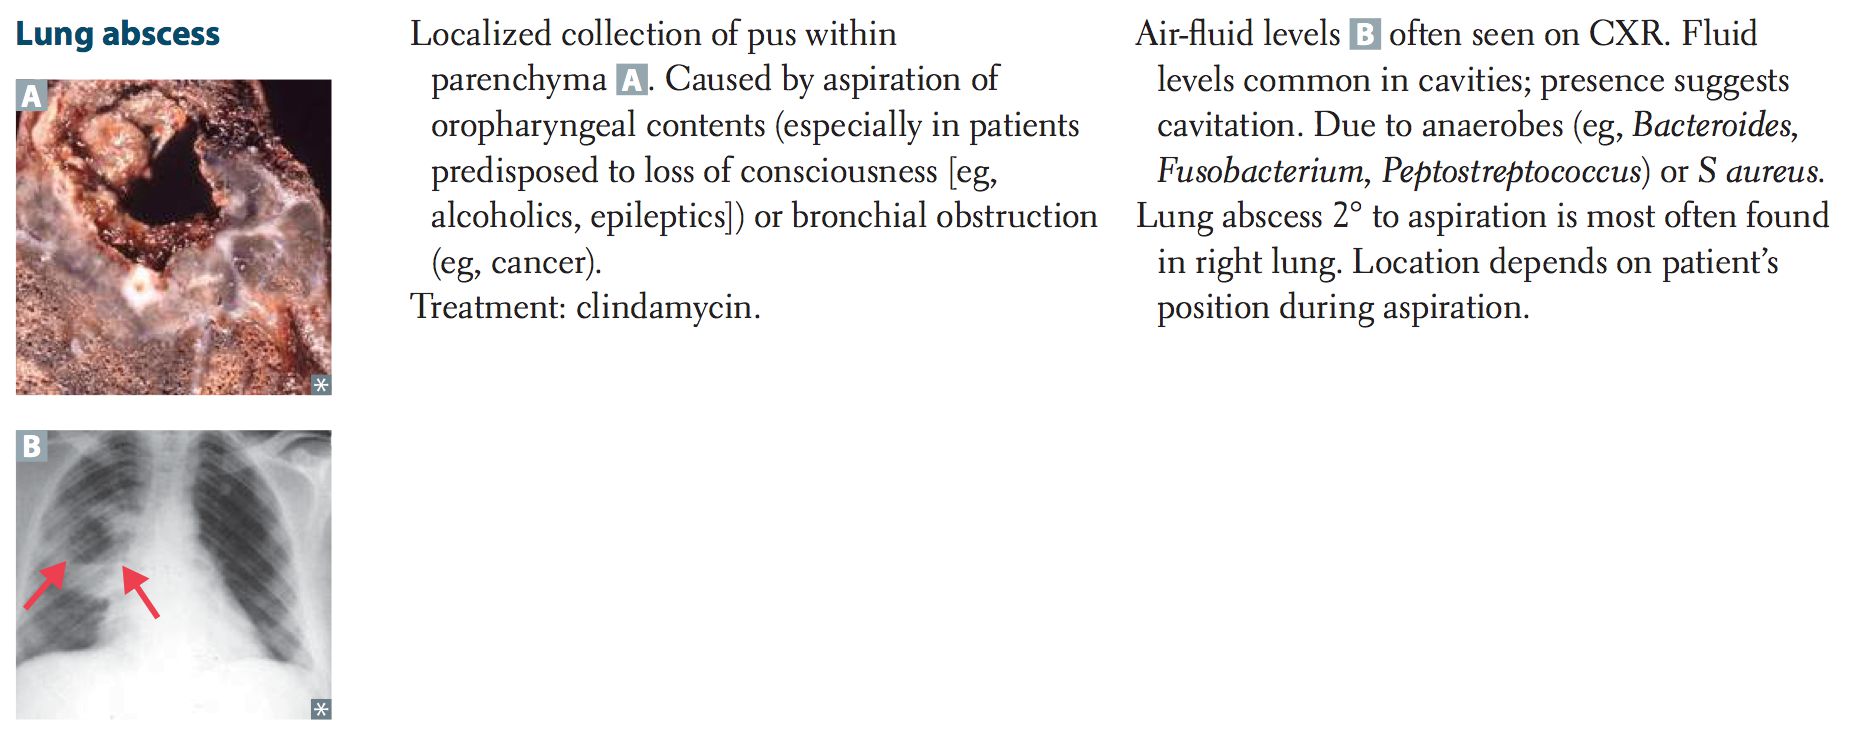 Lung abscess
A
B
Localized collection of pus within
parenchyma A. Caused by aspiration of
oropharyngeal contents (especially in patients
predisposed to loss of consciousness [eg,
alcoholics, epileptics]) or bronchial obstruction
(eg, cancer).
Treatment: clindamycin.
Air-fluid levels B often seen on CXR. Fluid
levels common in cavities; presence suggests
cavitation. Due to anaerobes (eg, Bacteroides,
Fusobacterium, Peptostreptococcus) or S aureus.
Lung abscess 2° to aspiration is most often found
in right lung. Location depends on patient’s
position during aspiration.